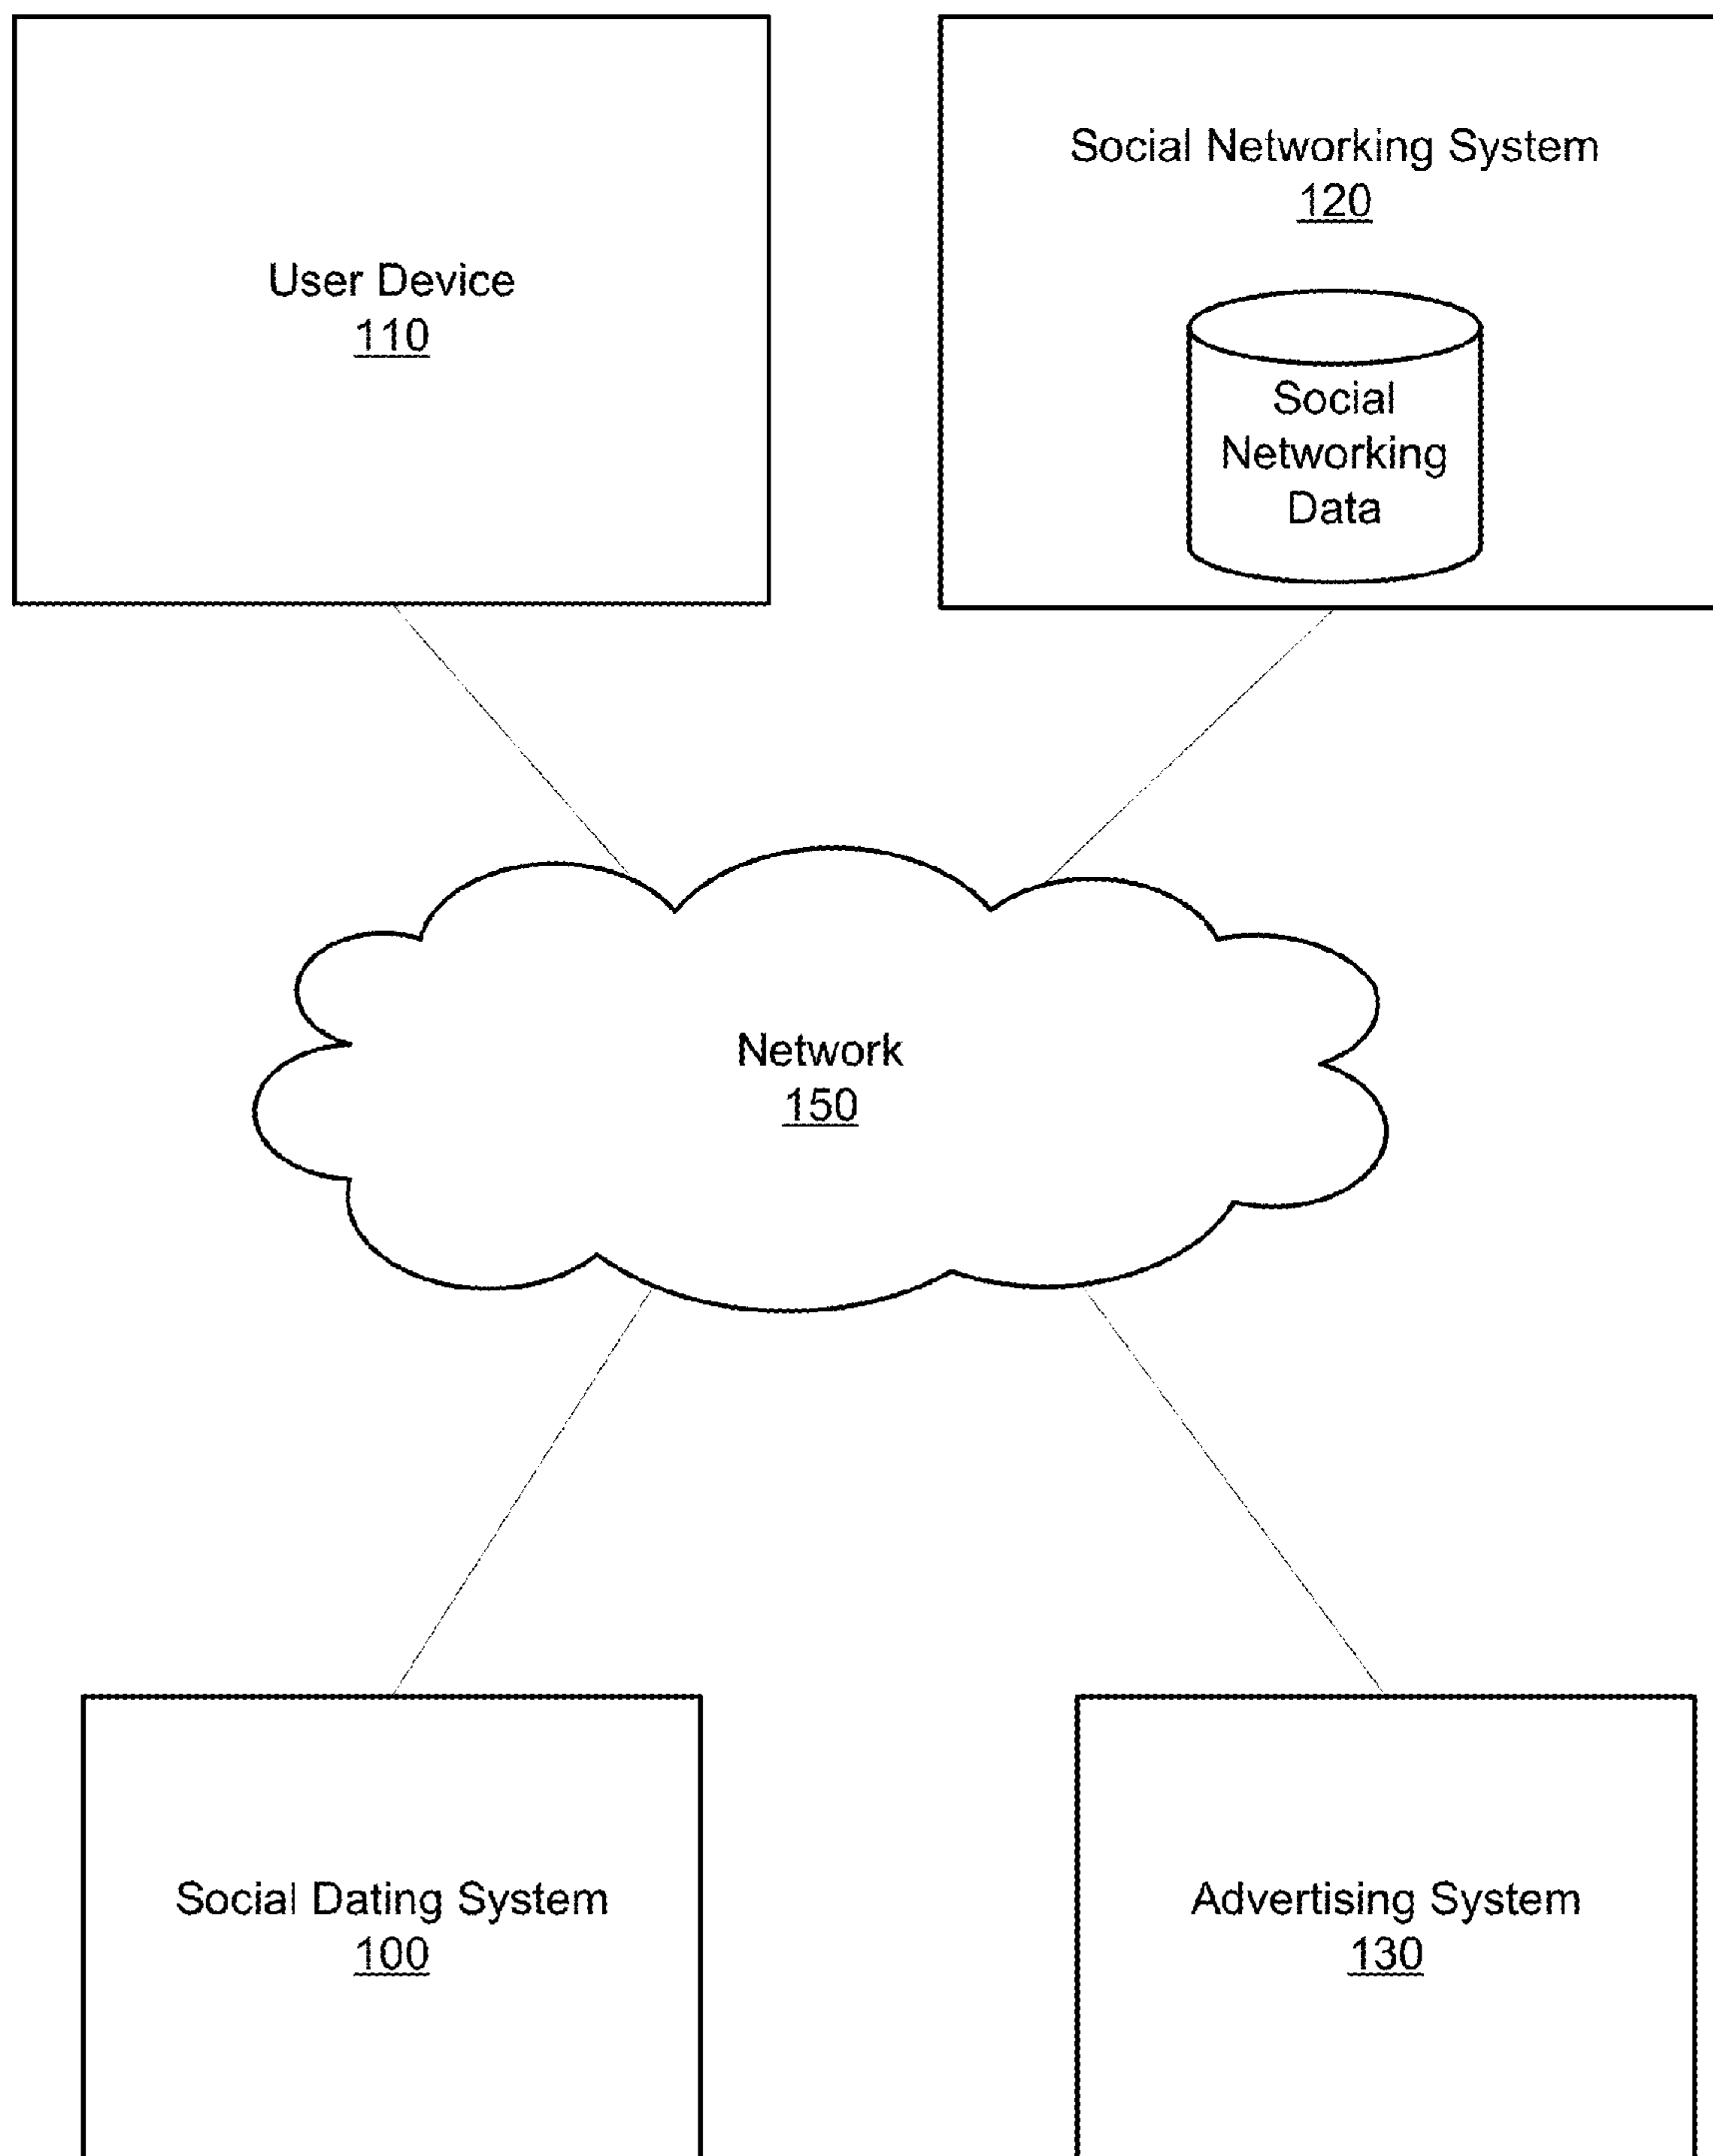 User Device
110
Social Networking System
120
Social
Networking
Data
Network
150
Social Dating System
100
Advertising System
130